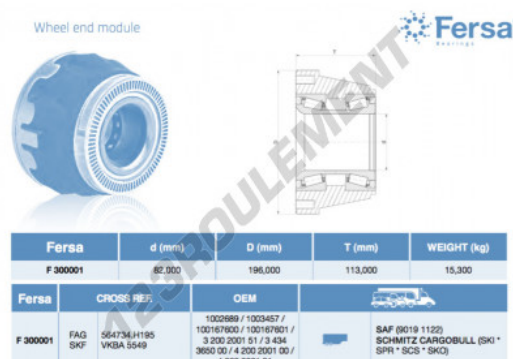 Wheel end module
Fersa
Bearings
T
D
d
123ROULEMENT
Fersa d (mm) D (mm) T (mm) WEIGHT (kg)
F 300001 82,000 196,000 113,000 15,300
Fersa CROSS REF. OEM
1002689 / 1003457 /
100167600 / 100167601 /
F 300001 FAG 564734.H195 3 200 2001 51 / 3 434 SAF (9019 1122)
SKF VKBA 5549 3650 00 / 4 200 2001 00 / SCHMITZ CARGOBULL (SKI *
SPR * SCS * SKO)